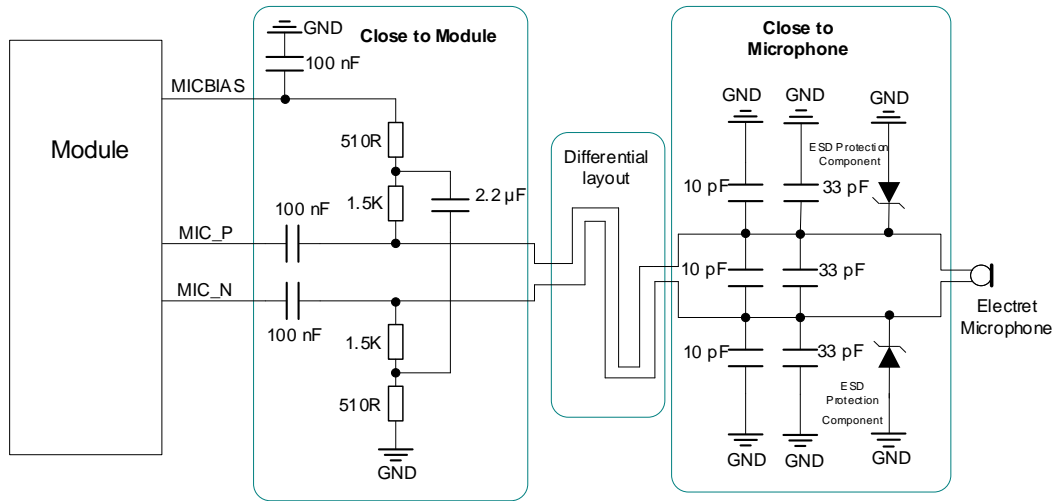 GND
Close to Module
Close to
Microphone
100 nF
MICBIAS
GND
GND
GND
Module
510R
Differential
layout
ESD Protection
Component
10 pF
33 pF
1.5K
2.2 µF
100 nF
MIC_P
10 pF
33 pF
MIC_N
100 nF
Electret
Microphone
1.5K
10 pF
33 pF
510R
ESD
Protection
Component
GND
GND
GND
GND